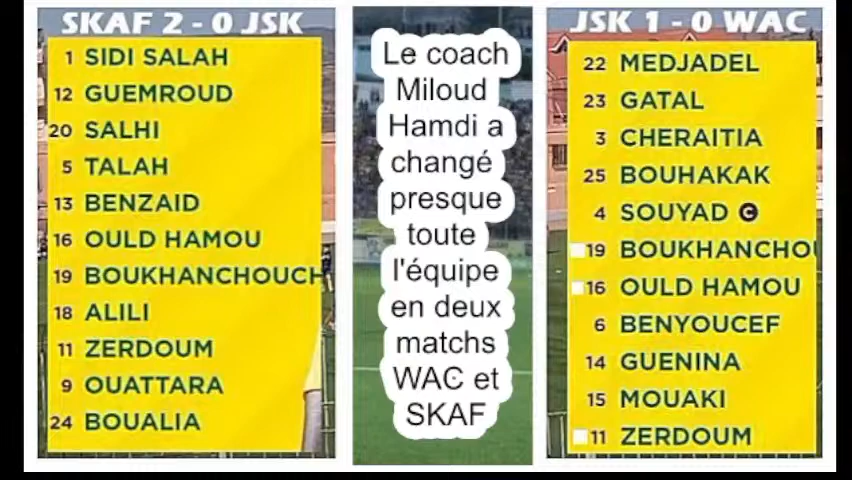 SKAF 2 - 0 JSK
1 SIDI SALAH
12 GUEMROUD
20 SALHI
5 TALAH
13 BENZAID
16 OULD HAMOU
19 BOUKHANCHOUCH
18 ALILI
11 ZERDOUM
9 OUATTARA
24 BOUALIA
Le coach
Miloud
Hamdi a
changé
presque
toute
l'équipe
en deux
matchs
WAC et
SKAF
JSK 1 - 0 WAC
22 MEDJADEL
23 GATAL
3 CHERAITIA
25 BOUHAKAK
4 SOUYAD C
19 BOUKHANCHOU
16 OULD HAMOU
6 BENYOUCEF
14 GUENINA
15 MOUAKI
11 ZERDOUM